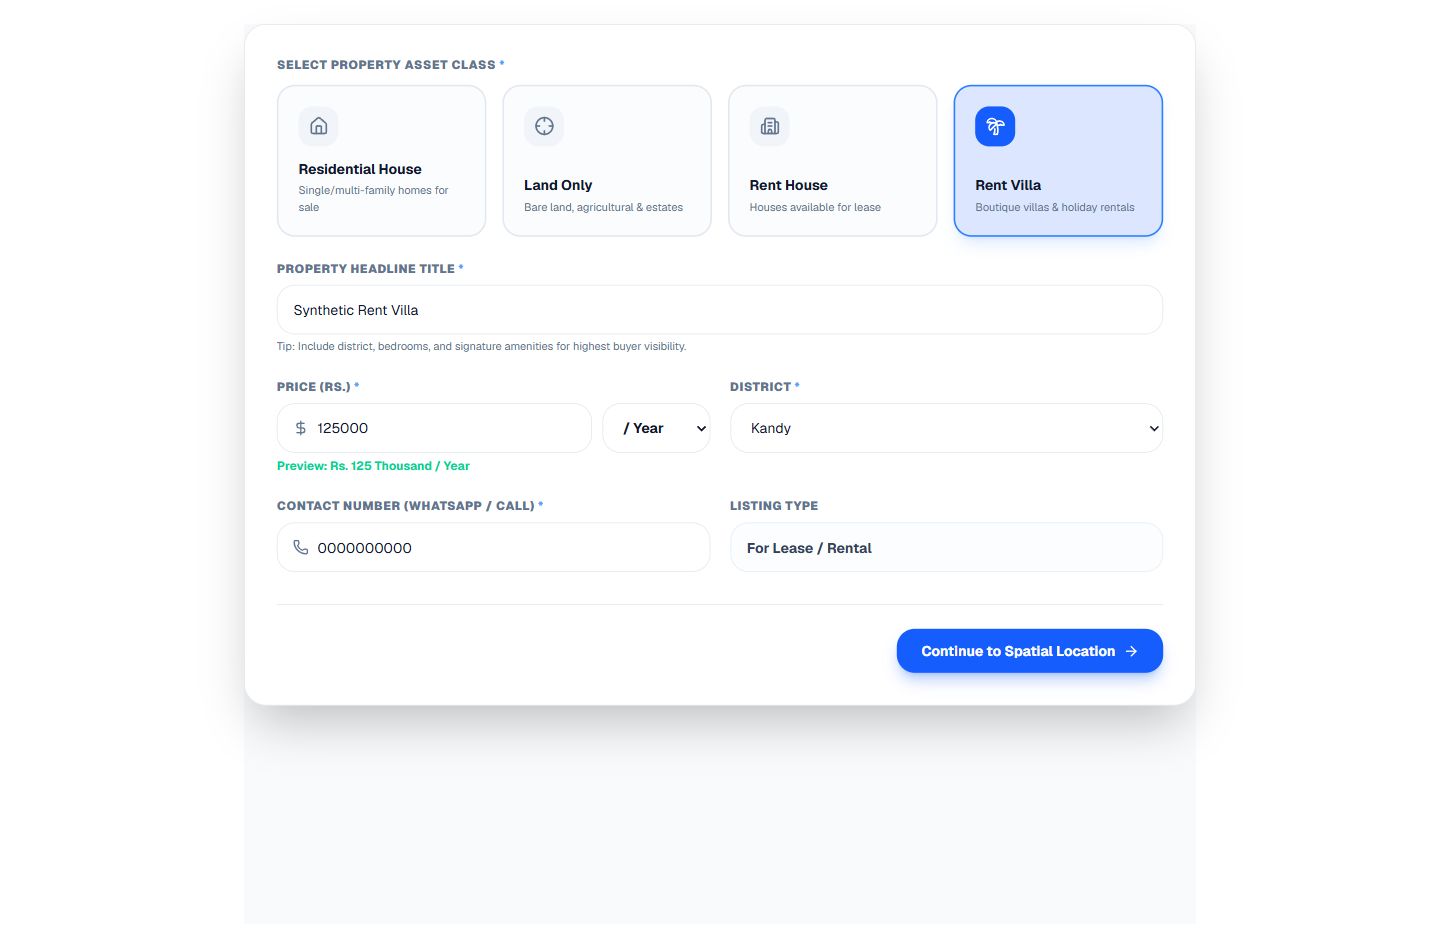 SELECT PROPERTY ASSET CLASS *
Residential House
Single/multi-family homes for
sale
Land Only
Bare land, agricultural & estates
Rent House
Houses available for lease
Rent Villa
Boutique villas & holiday rentals
PROPERTY HEADLINE TITLE *
Synthetic Rent Villa
Tip: Include district, bedrooms, and signature amenities for highest buyer visibility.
PRICE (RS.) *
$ 125000
/ Year
Preview: Rs. 125 Thousand / Year
DISTRICT *
Kandy
CONTACT NUMBER (WHATSAPP / CALL) *
0000000000
LISTING TYPE
For Lease / Rental
Continue to Spatial Location →